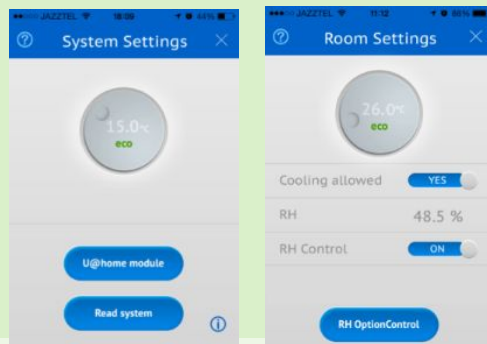 JAZZTEL 18:09 44%
? System Settings ×
15.0°c
eco
U@home module
Read system
i
JAZZTEL 11:12 86%
? Room Settings ×
26.0°c
eco
Cooling allowed YES
RH 48.5 %
RH Control ON
RH OptionControl